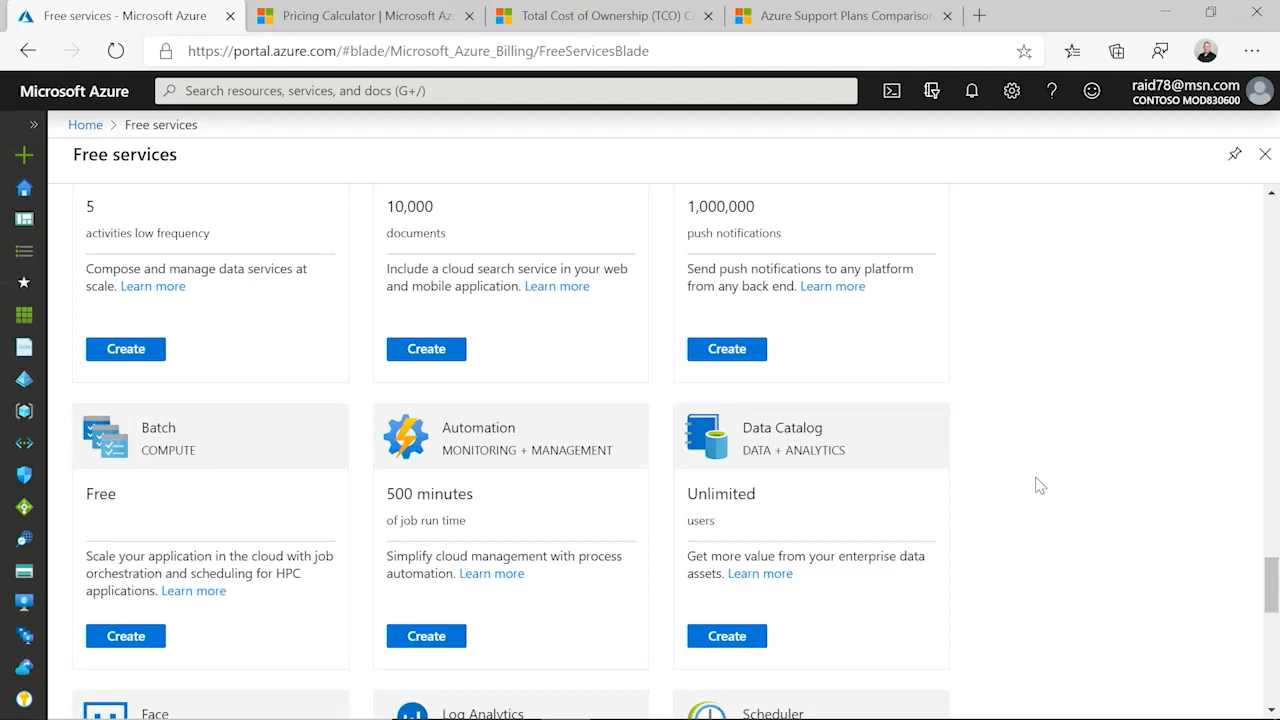 Free services - Microsoft Azure
Pricing Calculator | Microsoft Az
Total Cost of Ownership (TCO) C
Azure Support Plans Comparison
https://portal.azure.com/#blade/Microsoft_Azure_Billing/FreeServicesBlade
Microsoft Azure
Search resources, services, and docs (G+/)
raid78@msn.com
CONTOSO MOD830600
Home > Free services
Free services
5
activities low frequency
Compose and manage data services at
scale. Learn more
Create
10,000
documents
Include a cloud search service in your web
and mobile application. Learn more
Create
1,000,000
push notifications
Send push notifications to any platform
from any back end. Learn more
Create
Batch
COMPUTE
Free
Scale your application in the cloud with job
orchestration and scheduling for HPC
applications. Learn more
Create
Automation
MONITORING + MANAGEMENT
500 minutes
of job run time
Simplify cloud management with process
automation. Learn more
Create
Data Catalog
DATA + ANALYTICS
Unlimited
users
Get more value from your enterprise data
assets. Learn more
Create
Face
Log Analytics
Scheduler